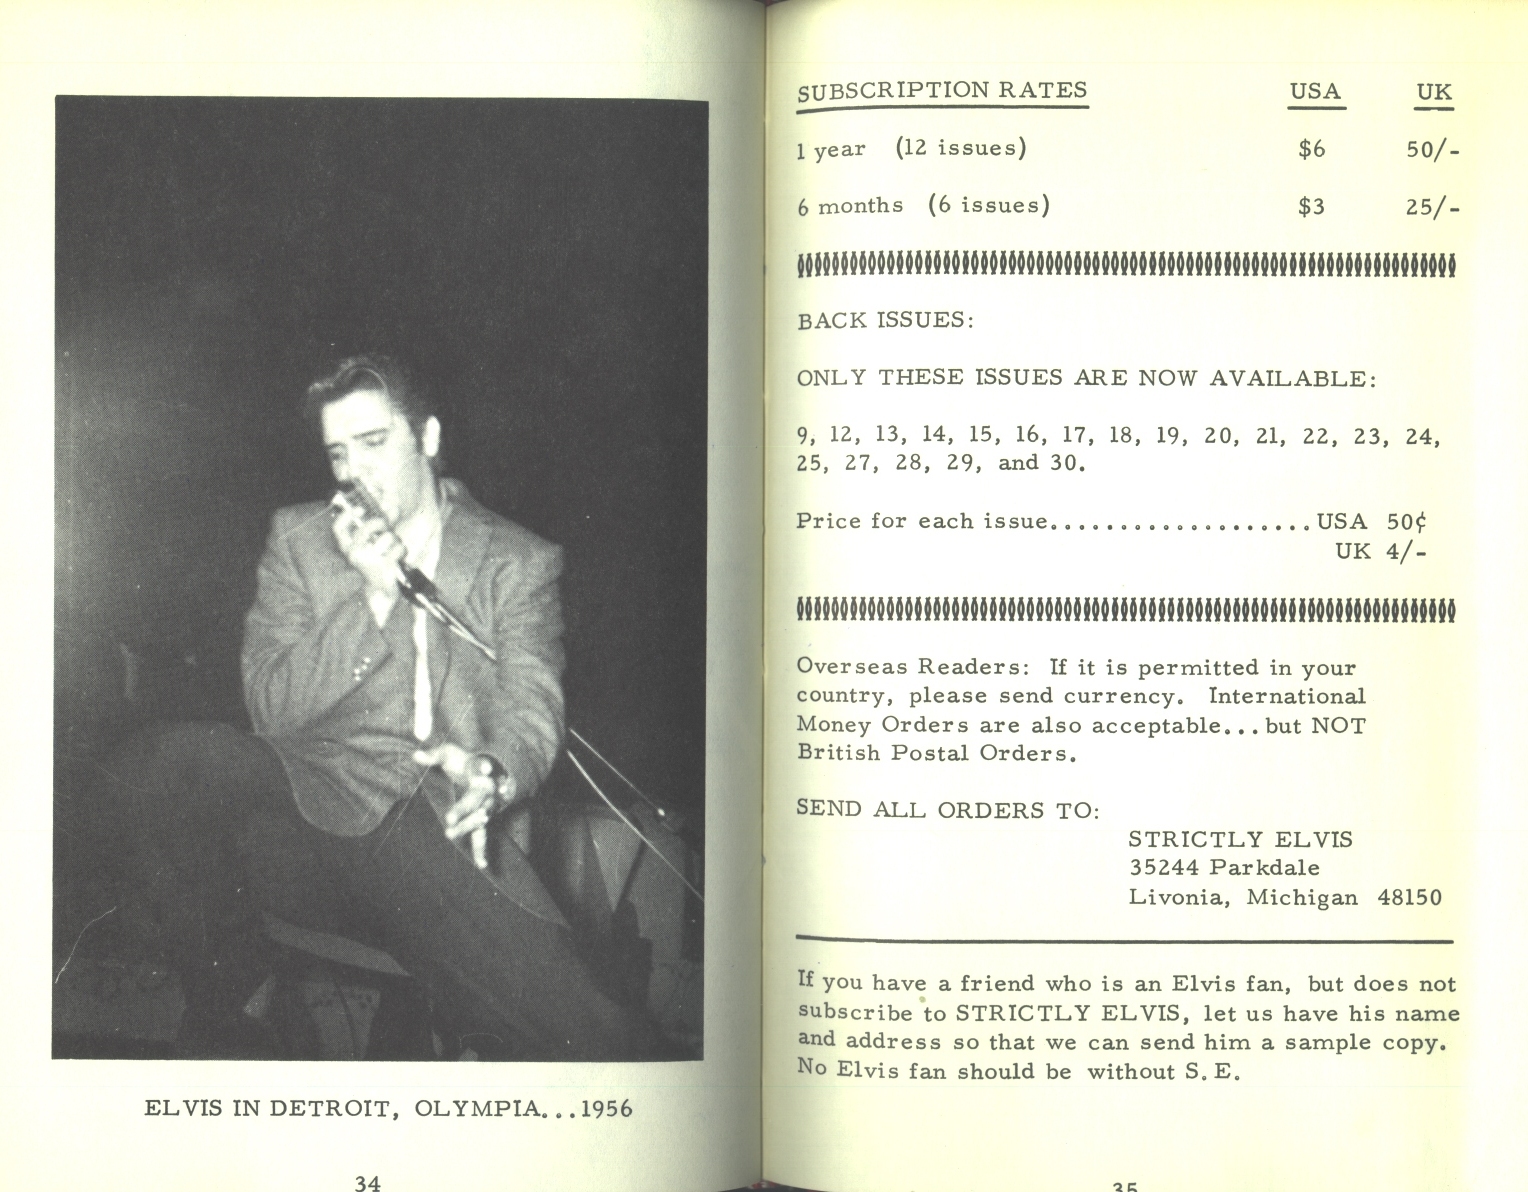 ELVIS IN DETROIT, OLYMPIA...1956
34
SUBSCRIPTION RATES USA UK
1 year (12 issues) $6 50/-
6 months (6 issues) $3 25/-
BACK ISSUES:
ONLY THESE ISSUES ARE NOW AVAILABLE:
9, 12, 13, 14, 15, 16, 17, 18, 19, 20, 21, 22, 23, 24,
25, 27, 28, 29, and 30.
Price for each issue...................USA 50¢
UK 4/-
Overseas Readers: If it is permitted in your
country, please send currency. International
Money Orders are also acceptable...but NOT
British Postal Orders.
SEND ALL ORDERS TO:
STRICTLY ELVIS
35244 Parkdale
Livonia, Michigan 48150
If you have a friend who is an Elvis fan, but does not
subscribe to STRICTLY ELVIS, let us have his name
and address so that we can send him a sample copy.
No Elvis fan should be without S. E.
35